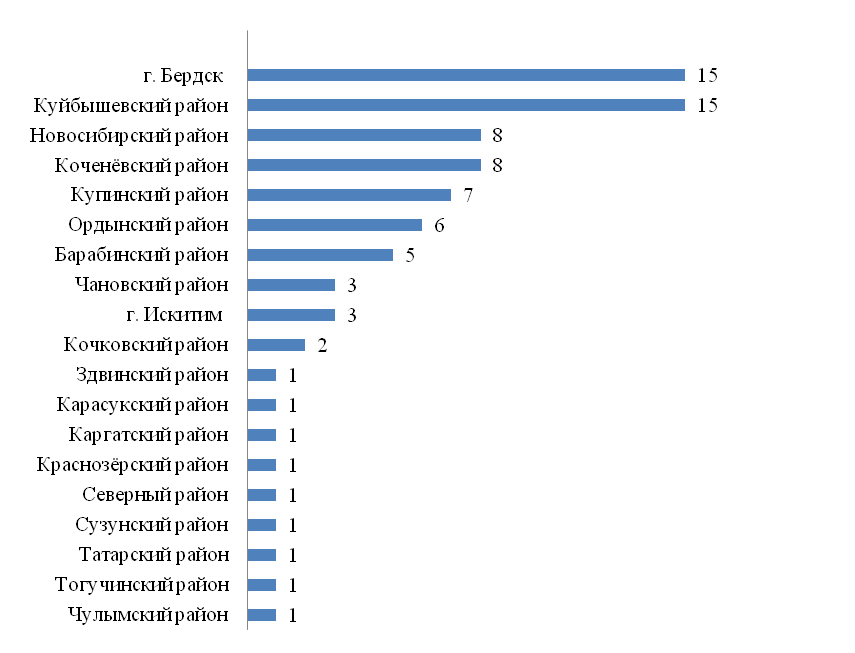 г. Бердск 15
Куйбышевский район 15
Новосибирский район 8
Коченёвский район 8
Купинский район 7
Ордынский район 6
Барабинский район 5
Чановский район 3
г. Искитим 3
Кочковский район 2
Здвинский район 1
Карасукский район 1
Каргатский район 1
Краснозёрский район 1
Северный район 1
Сузунский район 1
Татарский район 1
Тогучинский район 1
Чулымский район 1